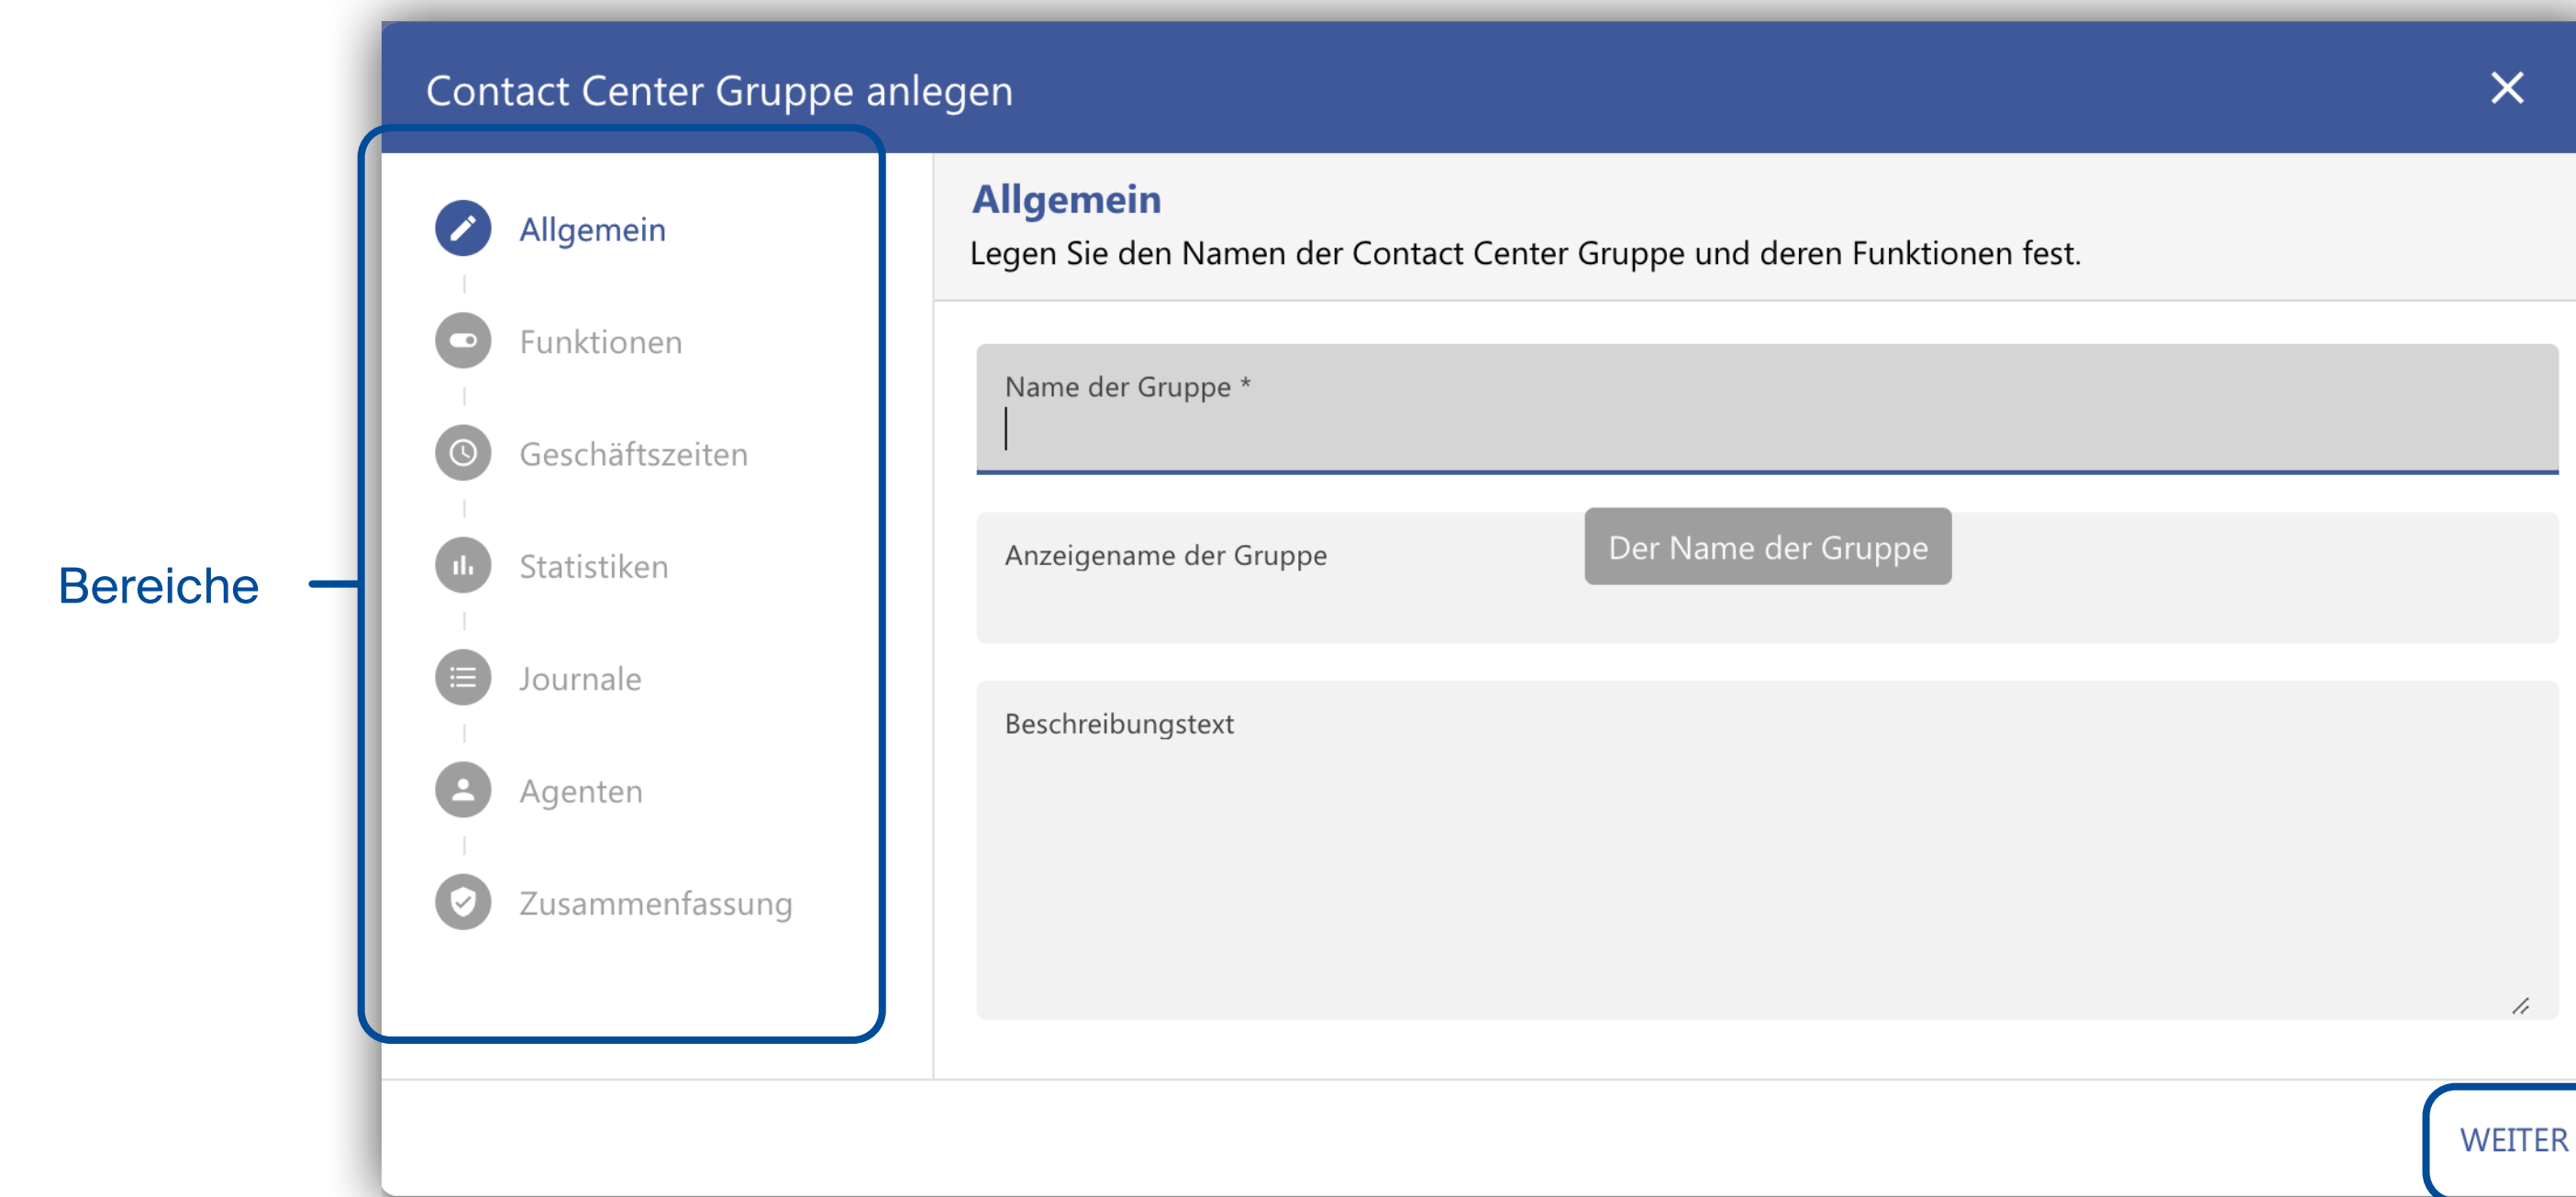 Contact Center Gruppe anlegen
Bereiche
Allgemein
Funktionen
Geschäftszeiten
Statistiken
Journale
Agenten
Zusammenfassung
Allgemein
Legen Sie den Namen der Contact Center Gruppe und deren Funktionen fest.
Name der Gruppe *
Anzeigename der Gruppe
Der Name der Gruppe
Beschreibungstext
WEITER